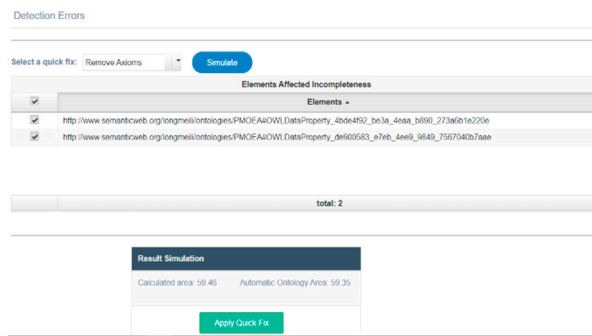 Detection Errors
Select a quick fix: Remove Axioms Simulate
Elements Affected Incompleteness
Elements
http://www.semanticweb.org/longmeili/ontologies/PMOEA#OWLDataProperty_4bde4f92_be3a_4eaa_b890_273a6b1e220e
http://www.semanticweb.org/longmeili/ontologies/PMOEA#OWLDataProperty_de900583_e7eb_4ee9_9849_7567040b7aae
total: 2
Result Simulation
Calculated area: 59.46 Automatic Ontology Area: 59.35
Apply Quick Fix